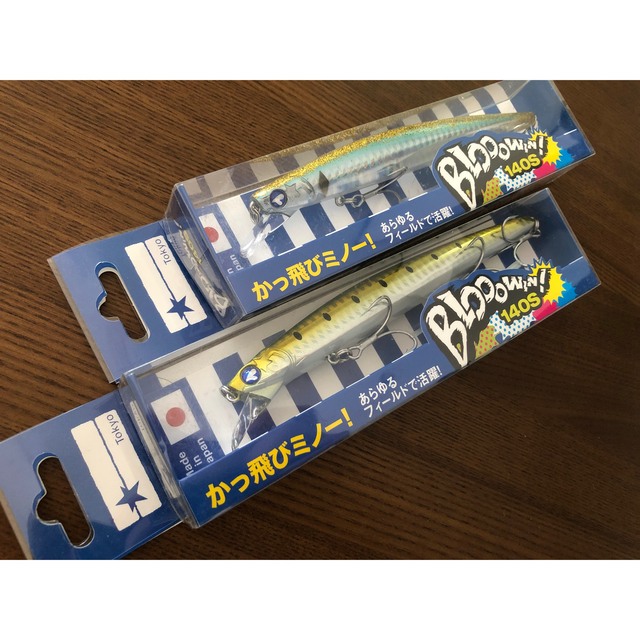 BLOOOWIN!
140S
あらゆる
フィールドで活躍!
かっ飛びミノー!
Tokyo
BLOOOWIN!
140S
あらゆる
フィールドで活躍!
かっ飛びミノー!
Made
in
Japan
Tokyo